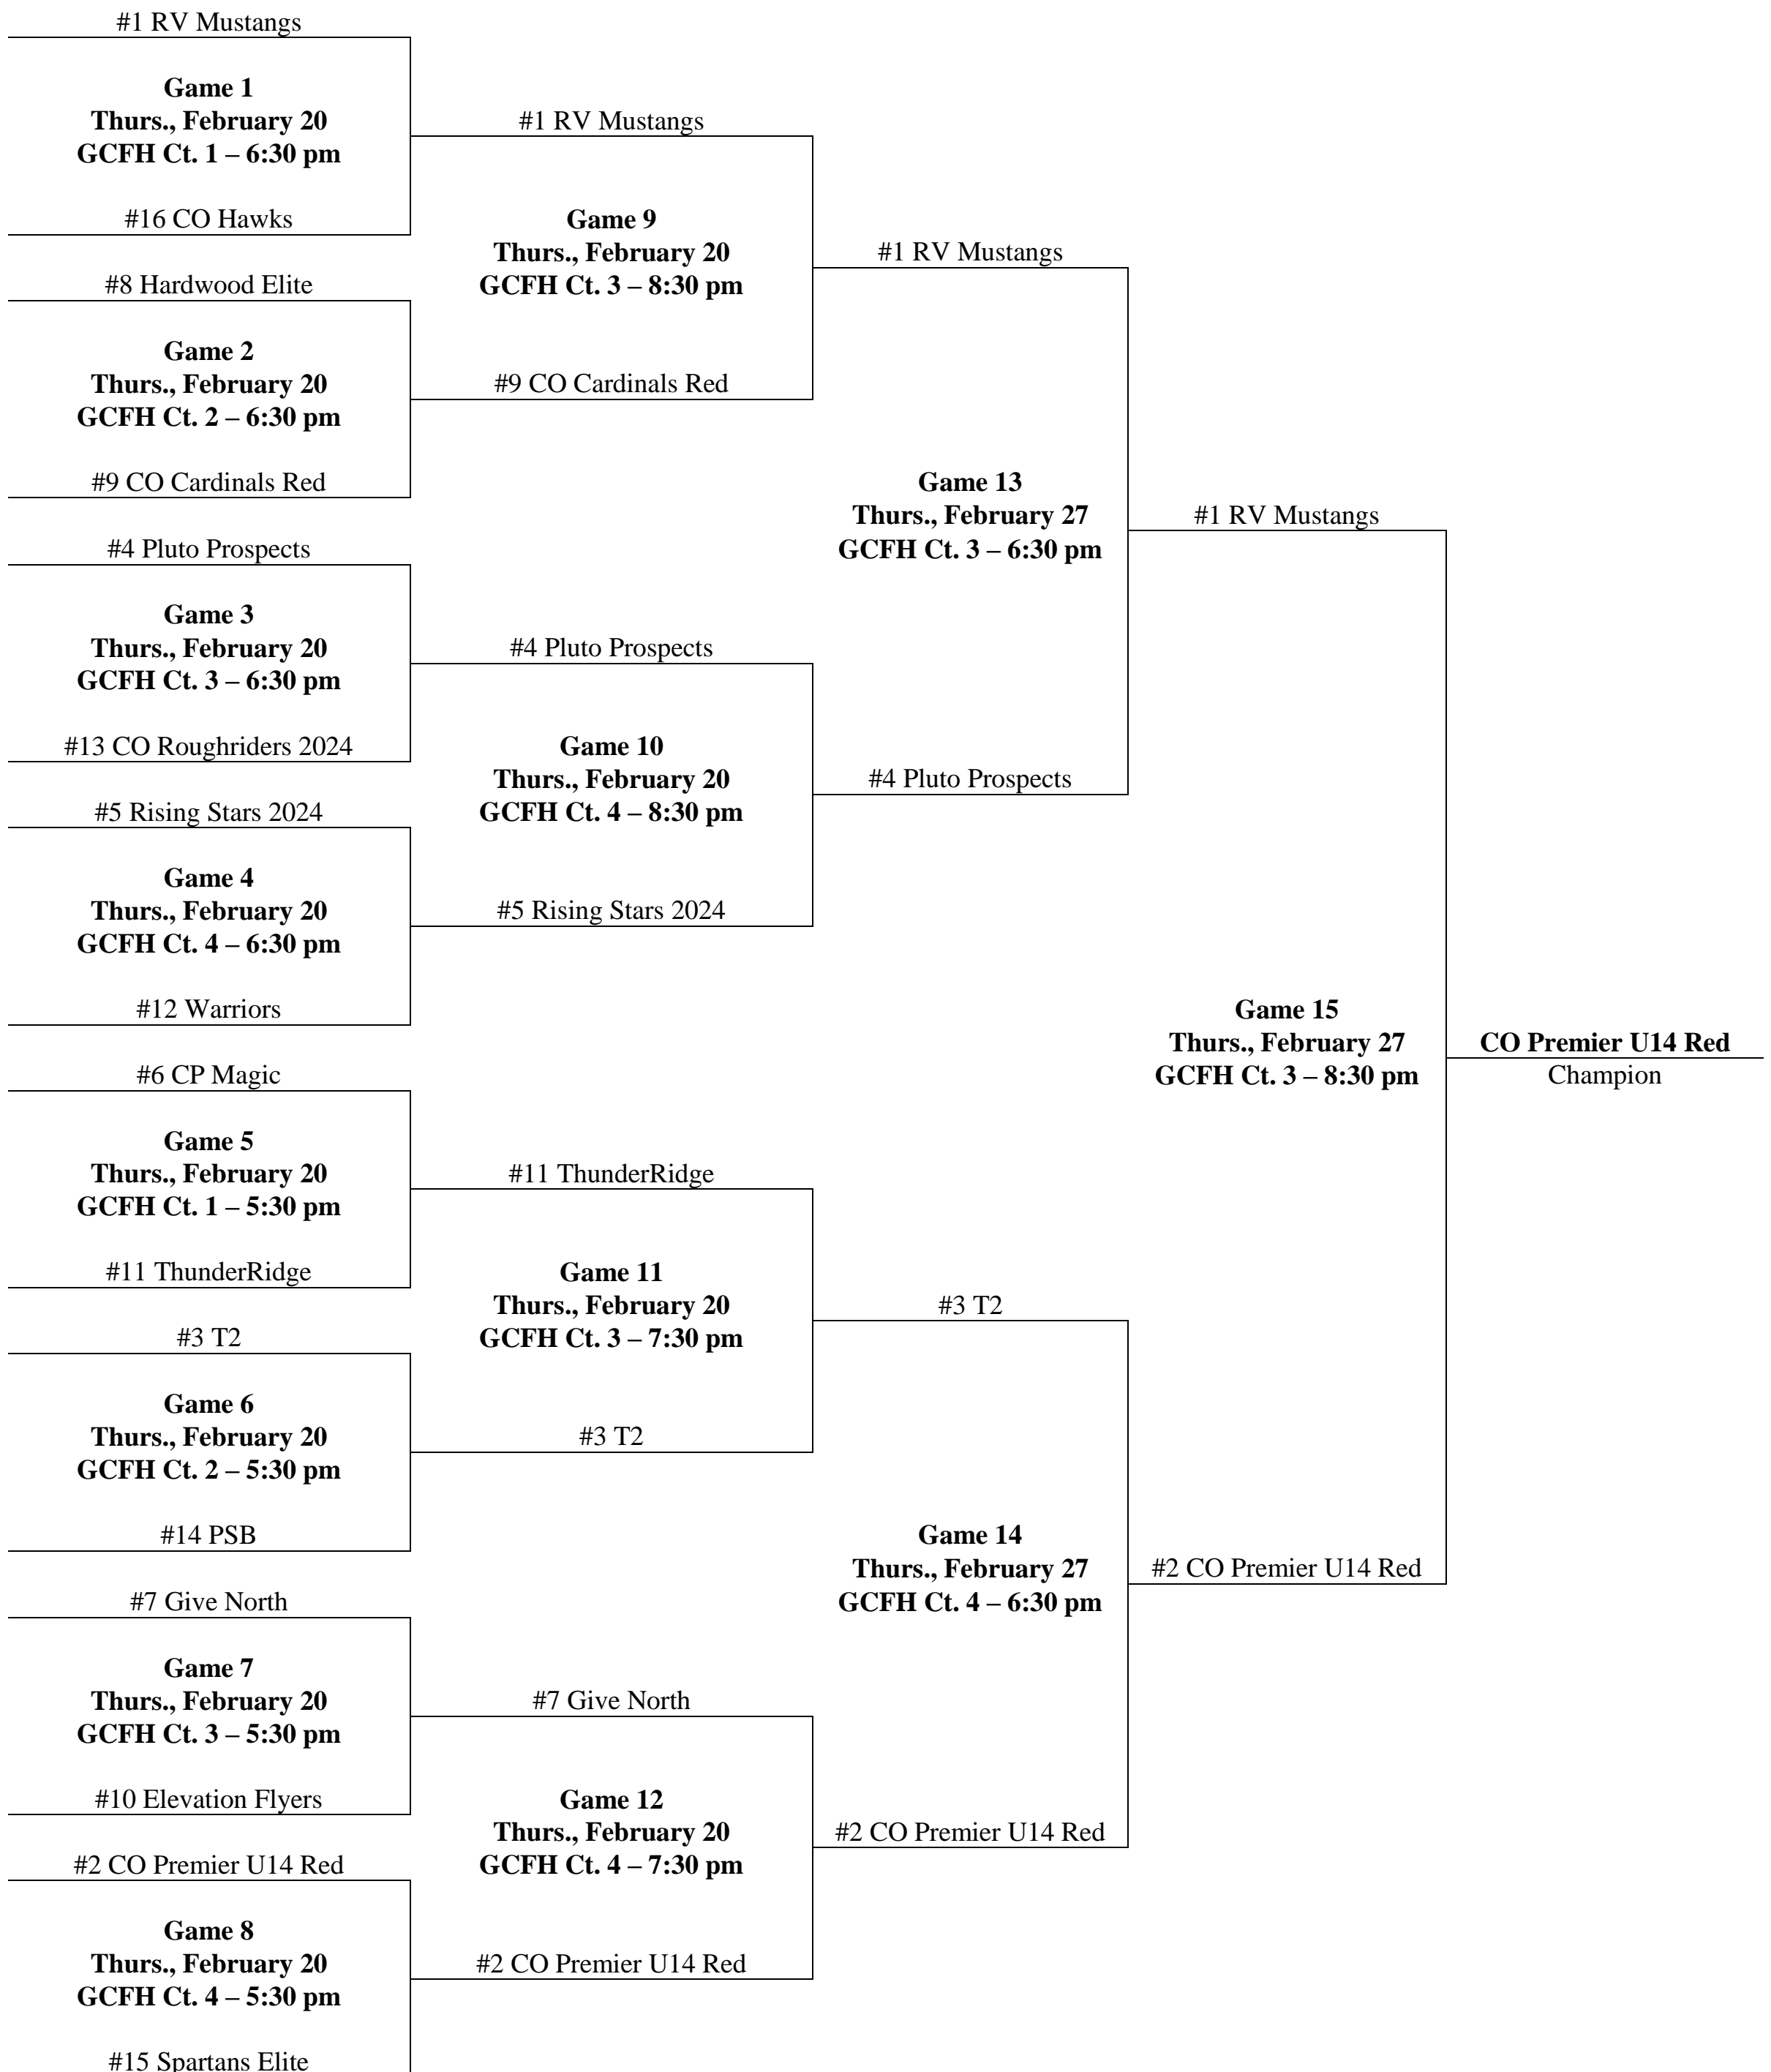 #1 RV Mustangs
Game 1
Thurs., February 20
GCFH Ct. 1 – 6:30 pm
#16 CO Hawks
#8 Hardwood Elite
Game 2
Thurs., February 20
GCFH Ct. 2 – 6:30 pm
#9 CO Cardinals Red
#4 Pluto Prospects
Game 3
Thurs., February 20
GCFH Ct. 3 – 6:30 pm
#13 CO Roughriders 2024
#5 Rising Stars 2024
Game 4
Thurs., February 20
GCFH Ct. 4 – 6:30 pm
#12 Warriors
#6 CP Magic
Game 5
Thurs., February 20
GCFH Ct. 1 – 5:30 pm
#11 ThunderRidge
#3 T2
Game 6
Thurs., February 20
GCFH Ct. 2 – 5:30 pm
#14 PSB
#7 Give North
Game 7
Thurs., February 20
GCFH Ct. 3 – 5:30 pm
#10 Elevation Flyers
#2 CO Premier U14 Red
Game 8
Thurs., February 20
GCFH Ct. 4 – 5:30 pm
#15 Spartans Elite
#1 RV Mustangs
Game 9
Thurs., February 20
GCFH Ct. 3 – 8:30 pm
#9 CO Cardinals Red
#4 Pluto Prospects
Game 10
Thurs., February 20
GCFH Ct. 4 – 8:30 pm
#5 Rising Stars 2024
#11 ThunderRidge
Game 11
Thurs., February 20
GCFH Ct. 3 – 7:30 pm
#3 T2
#7 Give North
Game 12
Thurs., February 20
GCFH Ct. 4 – 7:30 pm
#2 CO Premier U14 Red
#1 RV Mustangs
Game 13
Thurs., February 27
GCFH Ct. 3 – 6:30 pm
#4 Pluto Prospects
#3 T2
Game 14
Thurs., February 27
GCFH Ct. 4 – 6:30 pm
#2 CO Premier U14 Red
#1 RV Mustangs
Game 15
Thurs., February 27
GCFH Ct. 3 – 8:30 pm
#2 CO Premier U14 Red
CO Premier U14 Red
Champion